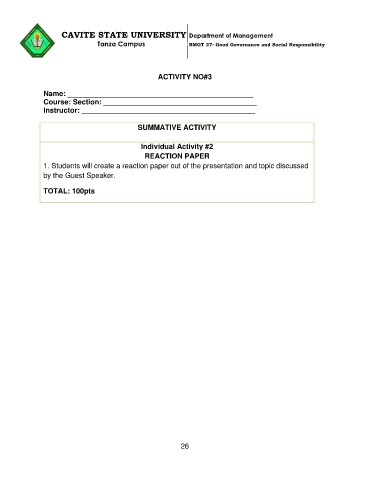 CAVITE STATE UNIVERSITY Department of Management
Tanza Campus BMGT 27- Good Governance and Social Responsibility
ACTIVITY NO#3
Name: ______________________________________________
Course: Section: ______________________________________
Instructor: ___________________________________________
SUMMATIVE ACTIVITY
Individual Activity #2
REACTION PAPER
1. Students will create a reaction paper out of the presentation and topic discussed
by the Guest Speaker.
TOTAL: 100pts
26